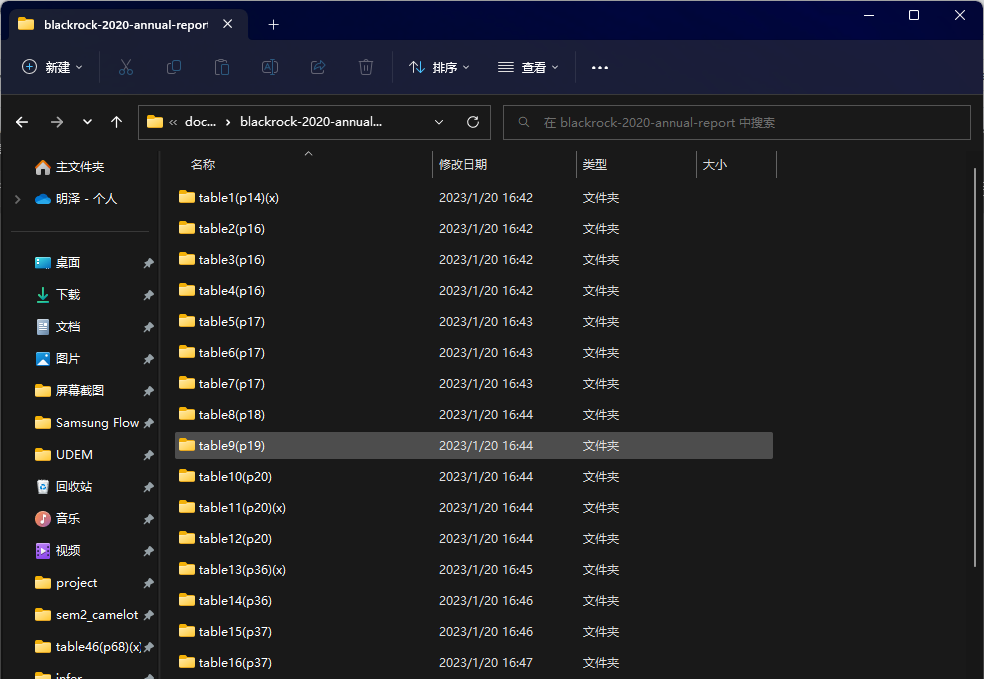 blackrock-2020-annual-report
新建
排序
查看
« doc... › blackrock-2020-annual...
在 blackrock-2020-annual-report 中搜索
主文件夹
明泽 - 个人
桌面
下载
文档
图片
屏幕截图
Samsung Flow
UDEM
回收站
音乐
视频
project
sem2_camelot
table46(p68)(x)
infer
名称 修改日期 类型 大小
table1(p14)(x) 2023/1/20 16:42 文件夹
table2(p16) 2023/1/20 16:42 文件夹
table3(p16) 2023/1/20 16:42 文件夹
table4(p16) 2023/1/20 16:42 文件夹
table5(p17) 2023/1/20 16:43 文件夹
table6(p17) 2023/1/20 16:43 文件夹
table7(p17) 2023/1/20 16:43 文件夹
table8(p18) 2023/1/20 16:44 文件夹
table9(p19) 2023/1/20 16:44 文件夹
table10(p20) 2023/1/20 16:44 文件夹
table11(p20)(x) 2023/1/20 16:44 文件夹
table12(p20) 2023/1/20 16:44 文件夹
table13(p36)(x) 2023/1/20 16:45 文件夹
table14(p36) 2023/1/20 16:46 文件夹
table15(p37) 2023/1/20 16:46 文件夹
table16(p37) 2023/1/20 16:47 文件夹